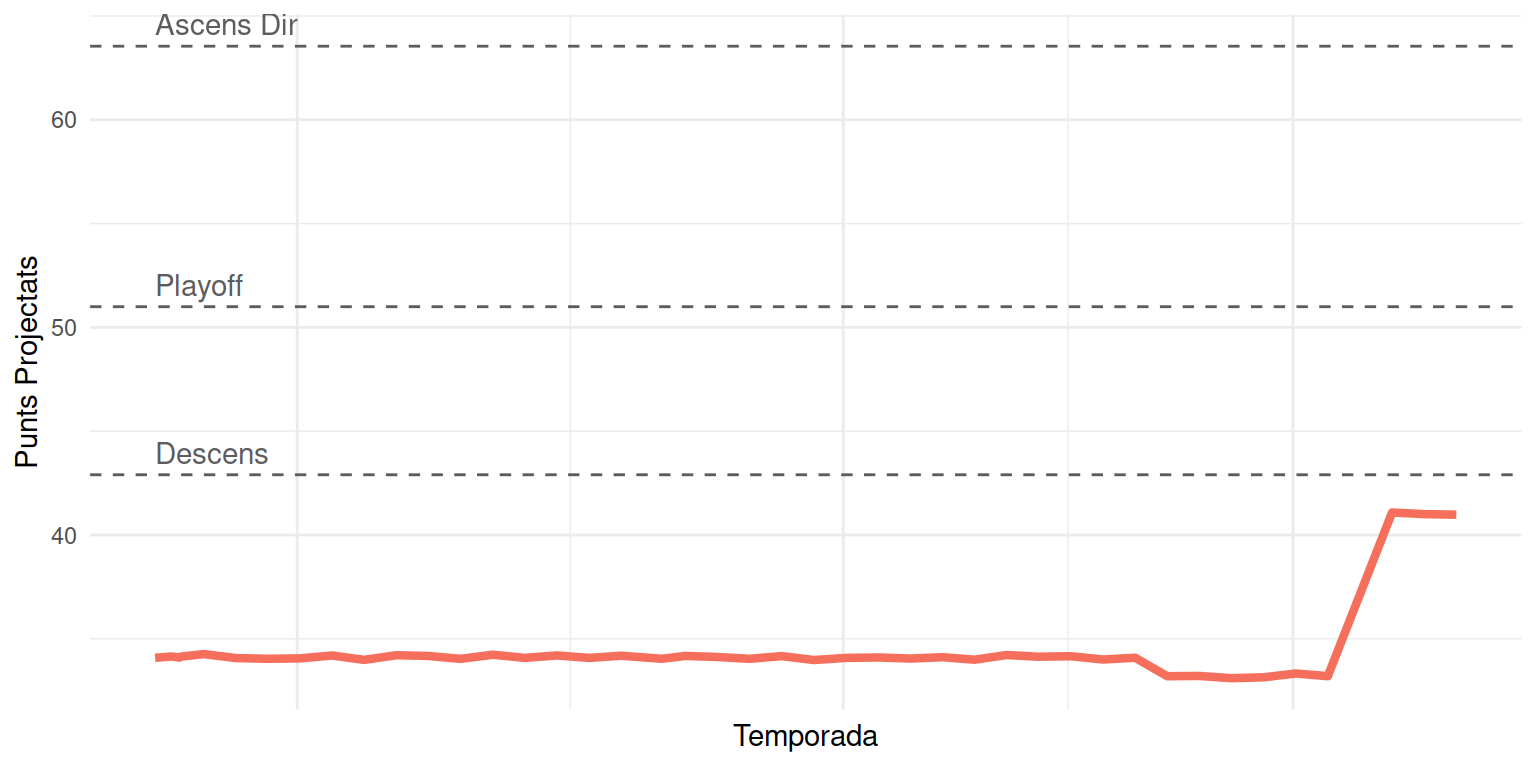 Ascens Dir
60
Playoff
50
Descens
40
Punts Projectats
Temporada